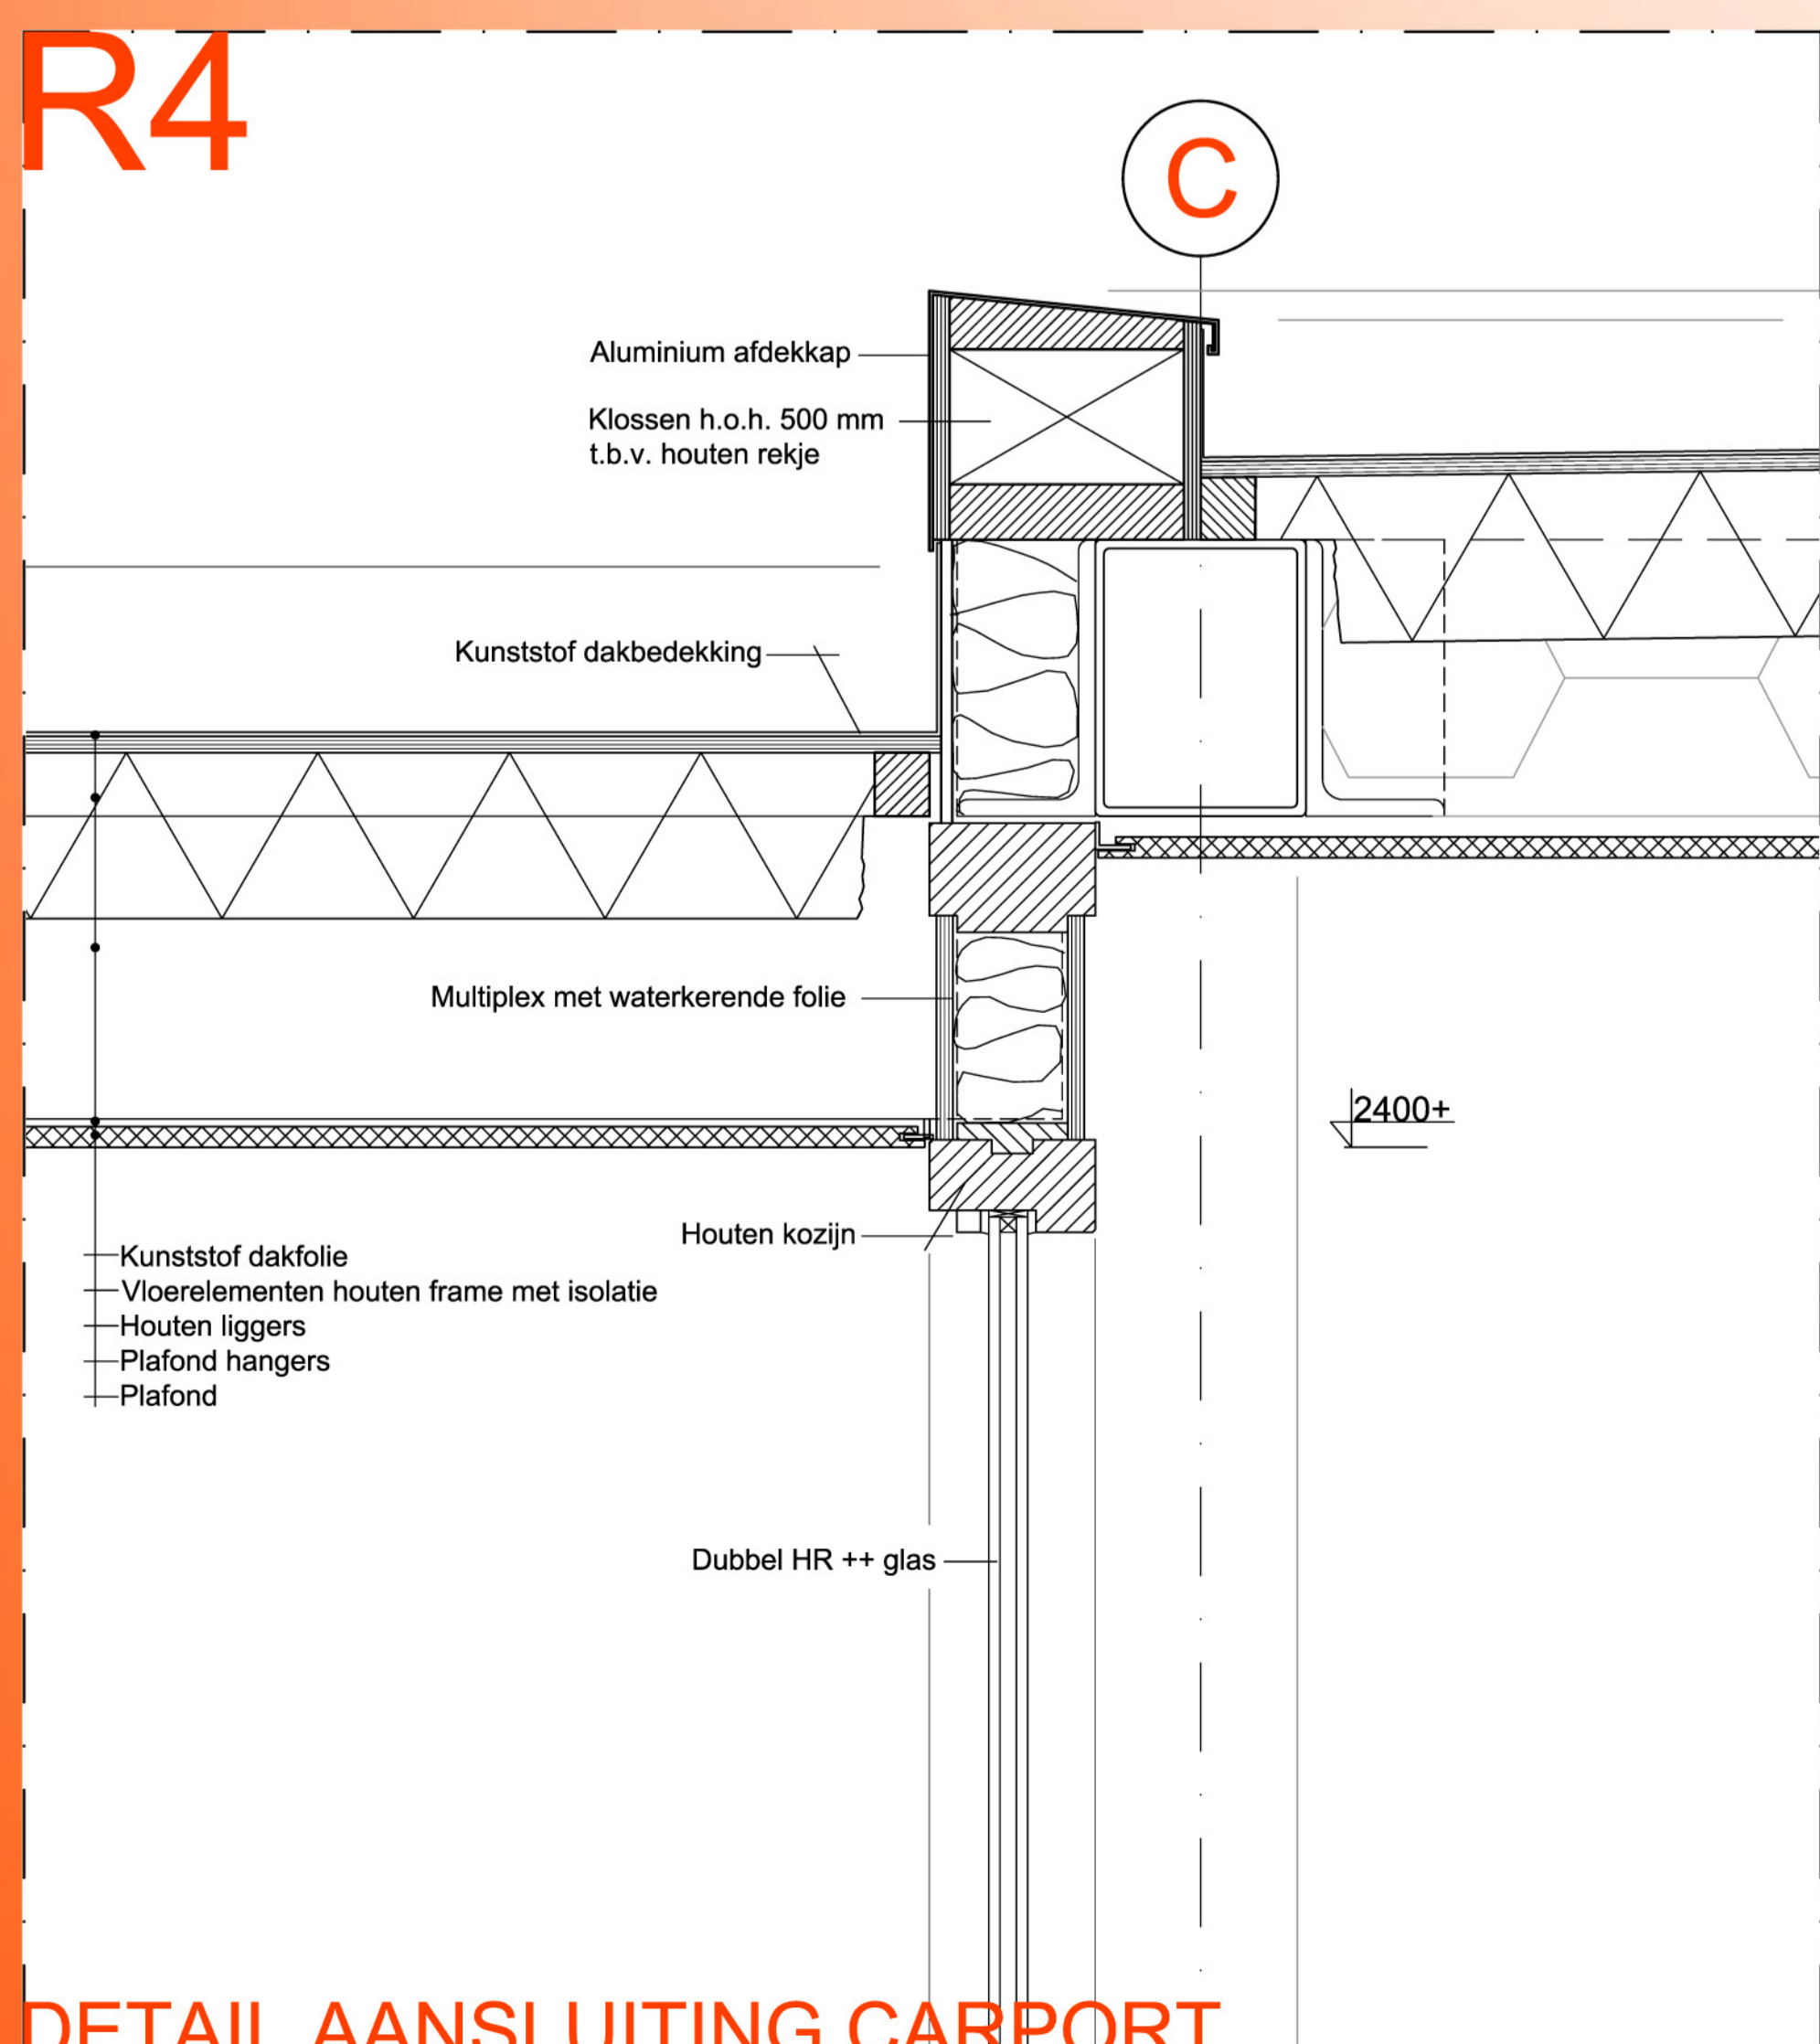 R4
C
Aluminium afdekkap
Klossen h.o.h. 500 mm
t.b.v. houten rekje
Kunststof dakbedekking
Multiplex met waterkerende folie
2400+
Houten kozijn
Kunststof dakfolie
Vloerelementen houten frame met isolatie
Houten liggers
Plafond hangers
Plafond
Dubbel HR ++ glas
DETAIL AANSLUITING CARPORT